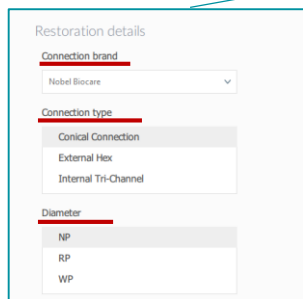 Restoration details
Connection brand
Nobel Biocare
Connection type
Conical Connection
External Hex
Internal Tri-Channel
Diameter
NP
RP
WP